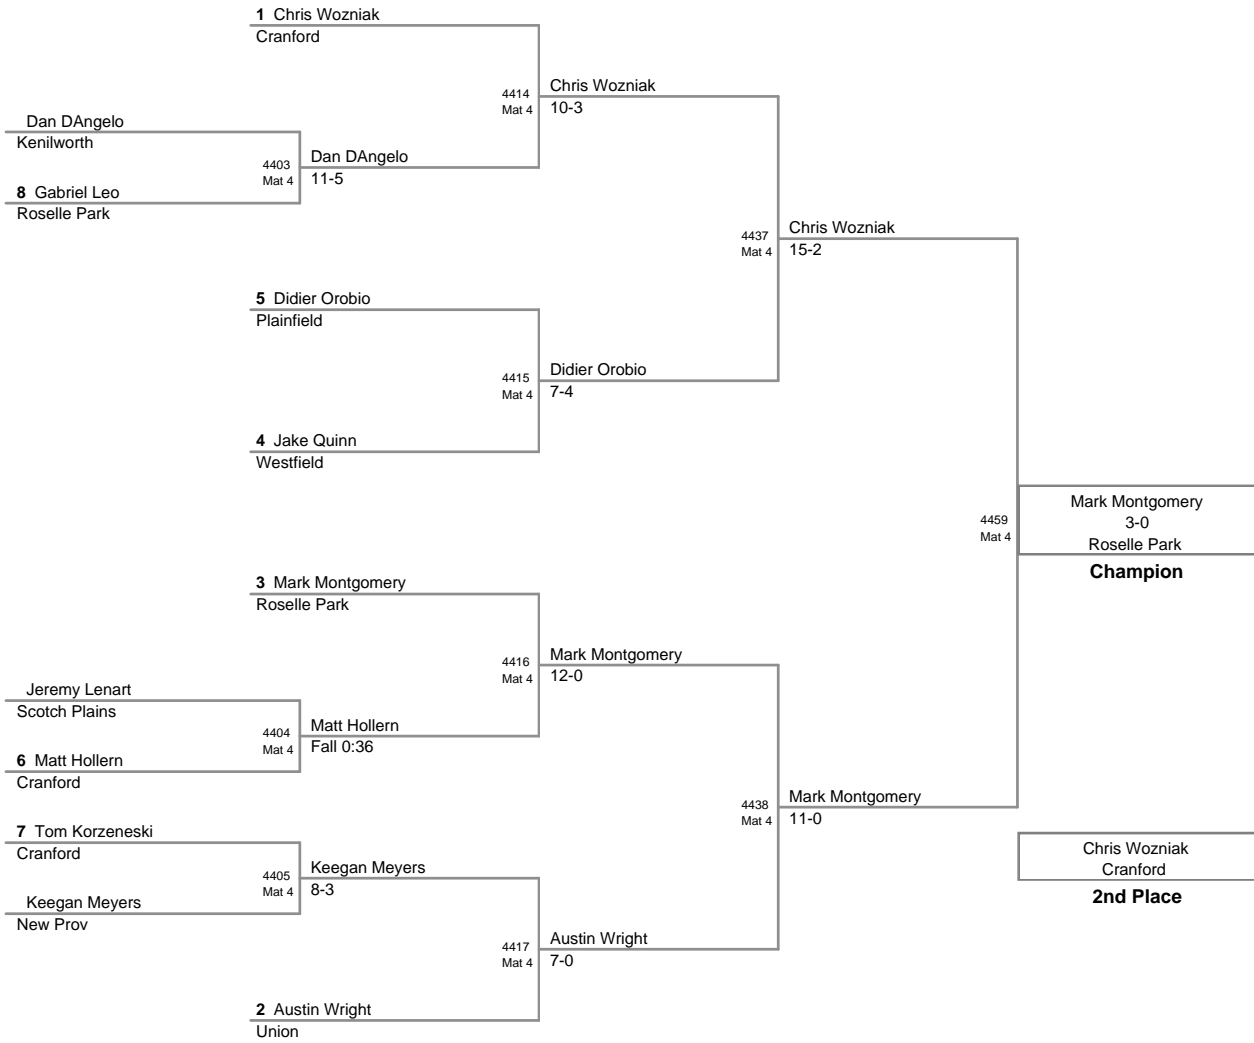 1 Chris Wozniak
Cranford
4414
Mat 4
Chris Wozniak
10-3
Dan DAngelo
Kenilworth
4403
Mat 4
Dan DAngelo
11-5
8 Gabriel Leo
Roselle Park
4437
Mat 4
Chris Wozniak
15-2
5 Didier Orobio
Plainfield
4415
Mat 4
Didier Orobio
7-4
4 Jake Quinn
Westfield
4459
Mat 4
Mark Montgomery
3-0
Roselle Park
Champion
3 Mark Montgomery
Roselle Park
4416
Mat 4
Mark Montgomery
12-0
Jeremy Lenart
Scotch Plains
4404
Mat 4
Matt Hollern
Fall 0:36
6 Matt Hollern
Cranford
4438
Mat 4
Mark Montgomery
11-0
7 Tom Korzeneski
Cranford
4405
Mat 4
Keegan Meyers
8-3
Keegan Meyers
New Prov
Chris Wozniak
Cranford
2nd Place
4417
Mat 4
Austin Wright
7-0
2 Austin Wright
Union